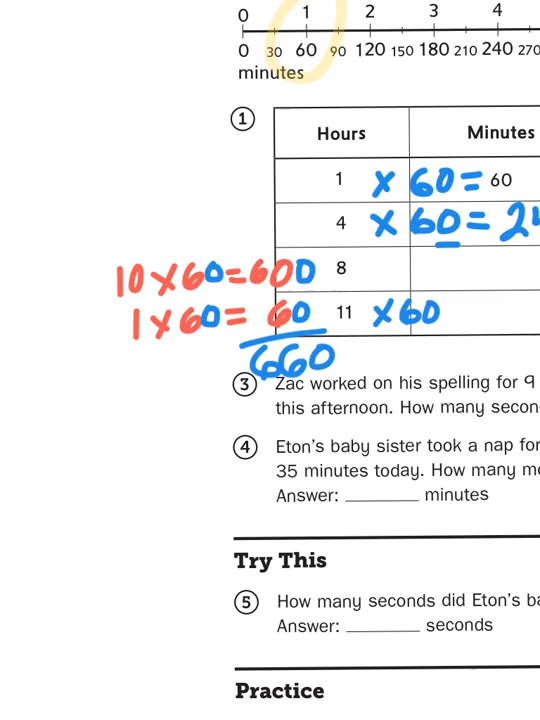 0 1 2 3 4
0 30 60 90 120 150 180 210 240 270
minutes
1
Hours Minutes
1 × 60 = 60
4 × 60 = 24
10 × 60 = 600 8
1 × 60 = 60 11 × 60
660
3 Zac worked on his spelling for 9
this afternoon. How many
4 Eton's baby sister took a nap for
35 minutes today. How many
Answer: ________ minutes
Try This
5 How many seconds did Eton's
Answer: ________ seconds
Practice